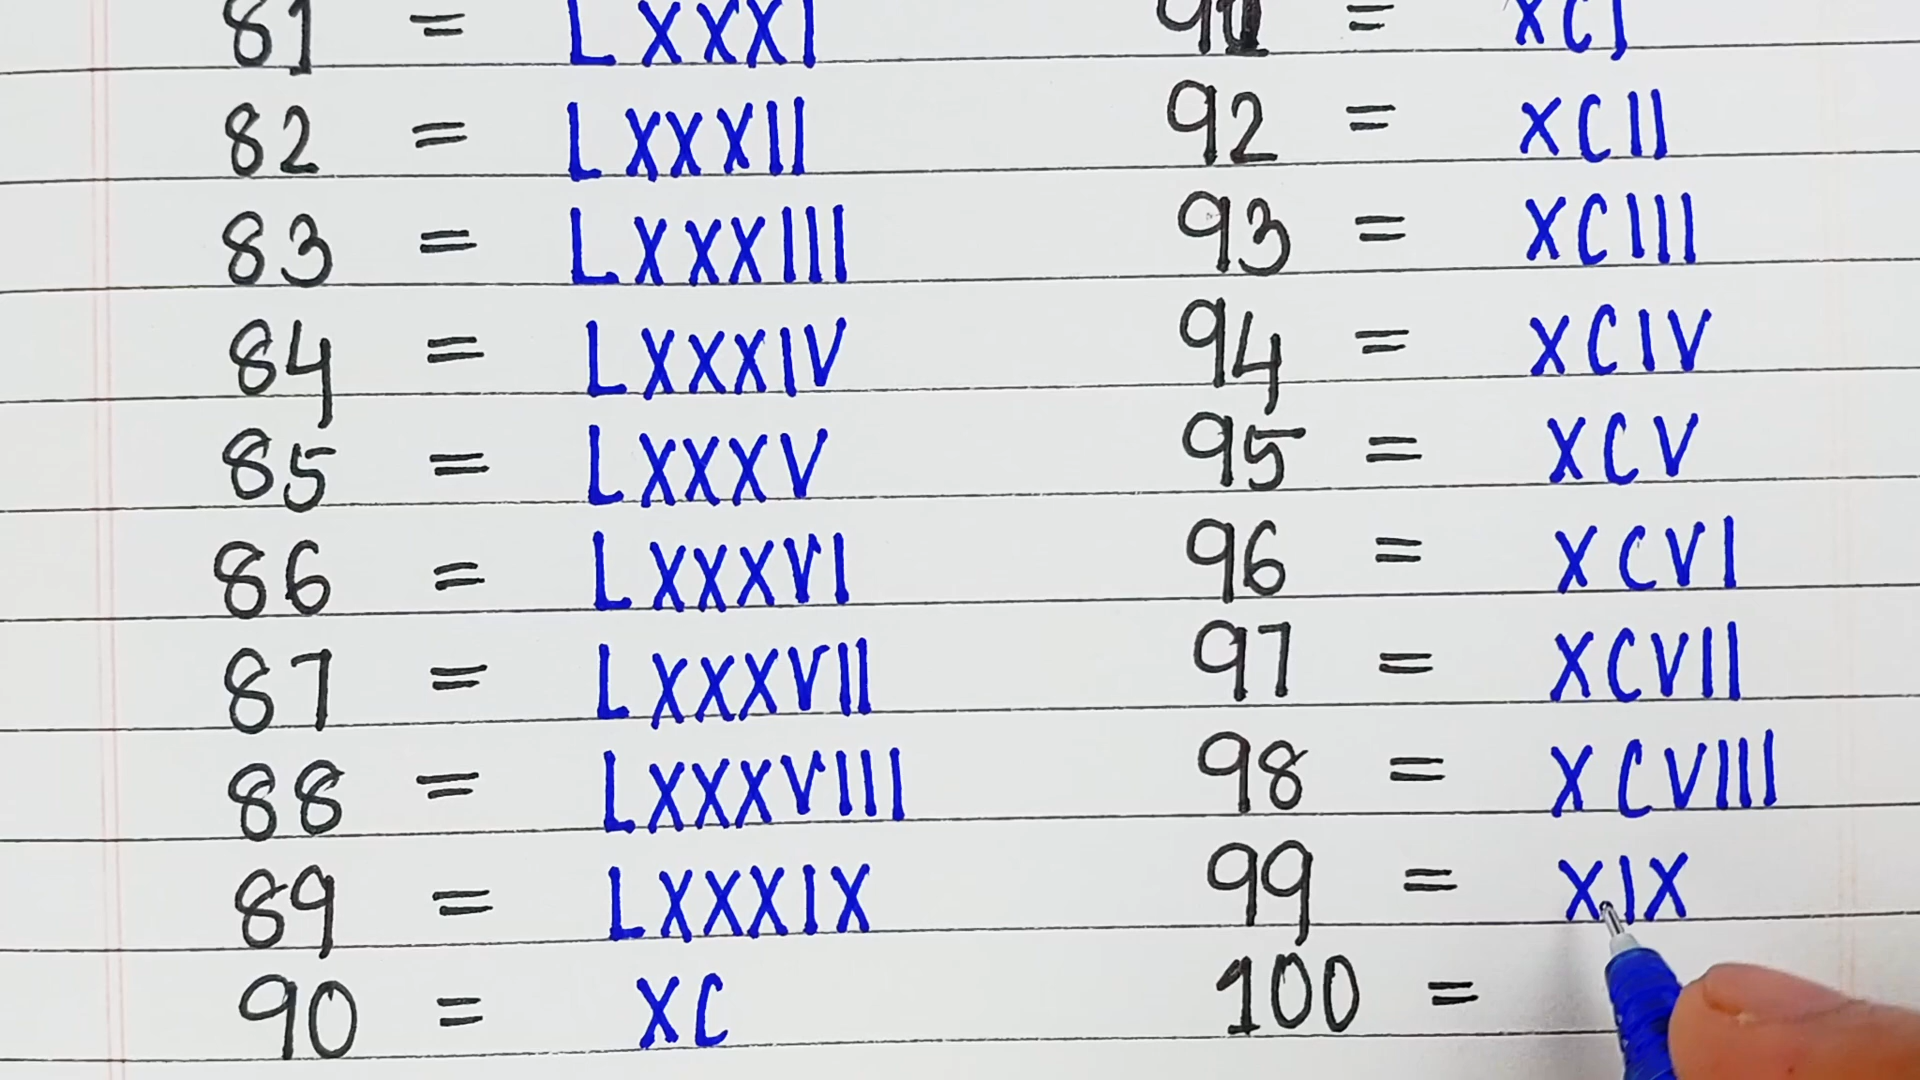 81 = LXXXI
82 = LXXXII
83 = LXXXIII
84 = LXXXIV
85 = LXXXV
86 = LXXXVI
87 = LXXXVII
88 = LXXXVIII
89 = LXXXIX
90 = XC
91 = XCI
92 = XCII
93 = XCIII
94 = XCIV
95 = XCV
96 = XCVI
97 = XCVII
98 = XCVIII
99 = XIX
100 =